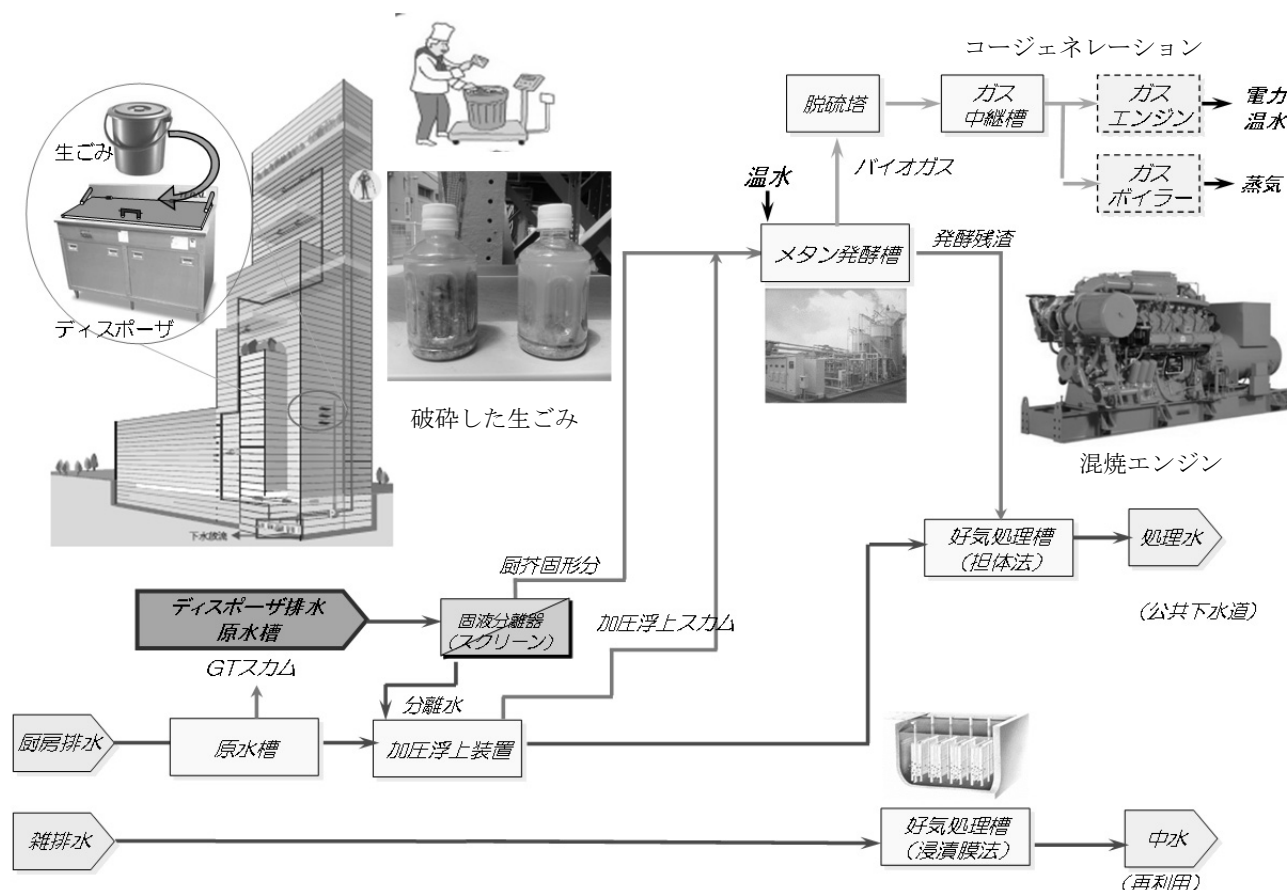 コージェネレーション
生ごみ
ディスポーザ
下水放流
破砕した生ごみ
脱硫塔
ガス
中継槽
ガス
エンジン
電力
温水
ガス
ボイラー
蒸気
バイオガス
温水
メタン発酵槽
発酵残渣
混焼エンジン
好気処理槽
(担体法)
処理水
(公共下水道)
厨芥固形分
ディスポーザ排水
原水槽
固液分離器
(スクリーン)
加圧浮上スカム
GTスカム
分離水
厨房排水
原水槽
加圧浮上装置
雑排水
好気処理槽
(浸漬膜法)
中水
(再利用)